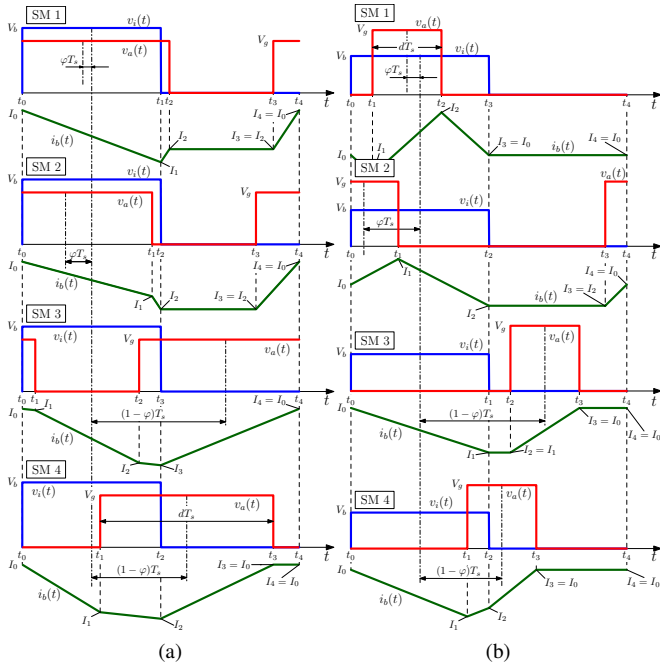 SM 1
V_b
v_i(t)
V_g
v_a(t)
φT_s
t_0 t_1 t_2 t_3 t_4 t
I_0
i_b(t)
I_1
I_2
I_3 = I_2
I_4 = I_0
SM 2
V_b
v_i(t)
V_g
v_a(t)
φT_s
t_0 t_1 t_2 t_3 t_4 t
I_0
i_b(t)
I_1
I_2
I_3 = I_2
I_4 = I_0
SM 3
V_b
v_i(t)
V_g
v_a(t)
t_0 t_1 t_2 t_3 t_4 t
(1 − φ)T_s
I_0
I_1
i_b(t)
I_2
I_3
I_4 = I_0
SM 4
V_b
v_i(t)
V_g
v_a(t)
dT_s
t_0 t_1 t_2 t_3 t_4 t
(1 − φ)T_s
I_0
i_b(t)
I_1
I_2
I_3 = I_0
I_4 = I_0
(a)
SM 1
V_g
v_a(t)
V_b
dT_s
v_i(t)
φT_s
t_0 t_1 t_2 t_3 t_4 t
I_0
I_1
I_2
I_3 = I_0
i_b(t)
I_4 = I_0
SM 2
V_g
v_a(t)
V_b
v_i(t)
φT_s
t_0 t_1 t_2 t_3 t_4 t
I_0
I_1
I_2
i_b(t)
I_3 = I_2
I_4 = I_0
SM 3
V_b
v_i(t)
V_g
v_a(t)
t_0 t_1 t_2 t_3 t_4 t
(1 − φ)T_s
I_0
i_b(t)
I_1
I_2 = I_1
I_3 = I_0
I_4 = I_0
SM 4
V_b
v_i(t)
V_g
v_a(t)
t_0 t_1 t_2 t_3 t_4 t
(1 − φ)T_s
I_0
i_b(t)
I_1
I_2
I_3 = I_0
I_4 = I_0
(b)